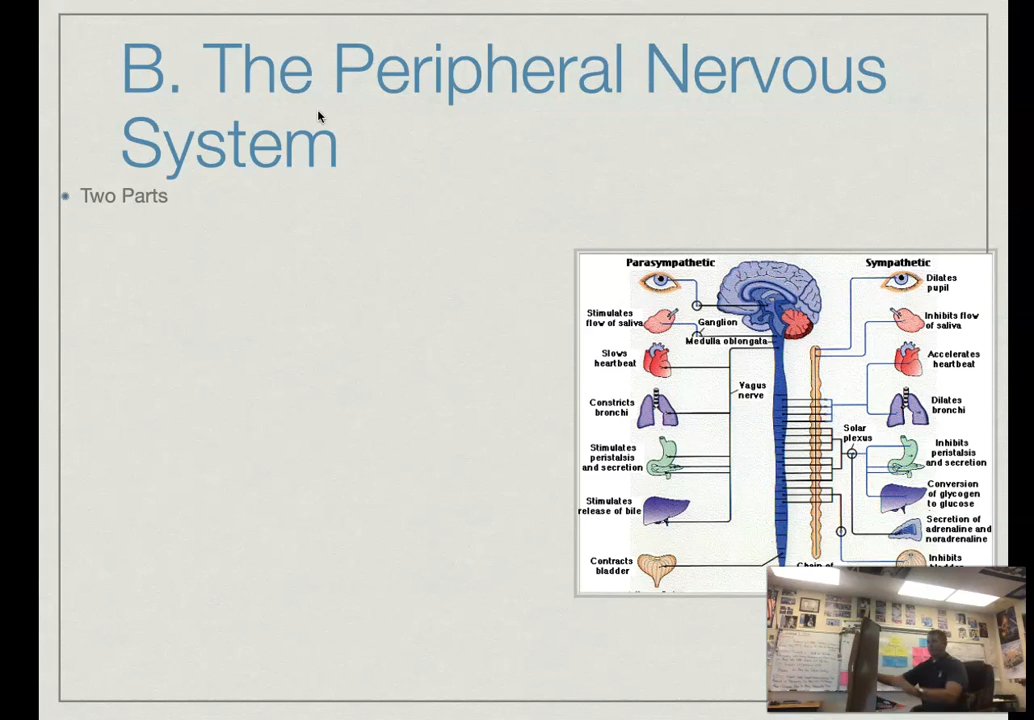 B. The Peripheral Nervous
System
Two Parts
Parasympathetic
Sympathetic
Dilates
pupil
Stimulates
flow of saliva
Ganglion
Medulla oblongata
Inhibits flow
of saliva
Slows
heartbeat
Accelerates
heartbeat
Vagus
nerve
Constricts
bronchi
Dilates
bronchi
Solar
plexus
Stimulates
peristalsis
and secretion
Inhibits
peristalsis
and secretion
Stimulates
release of bile
Conversion
of glycogen
to glucose
Secretion of
adrenaline and
noradrenaline
Contracts
bladder
Chain of
Inhibits